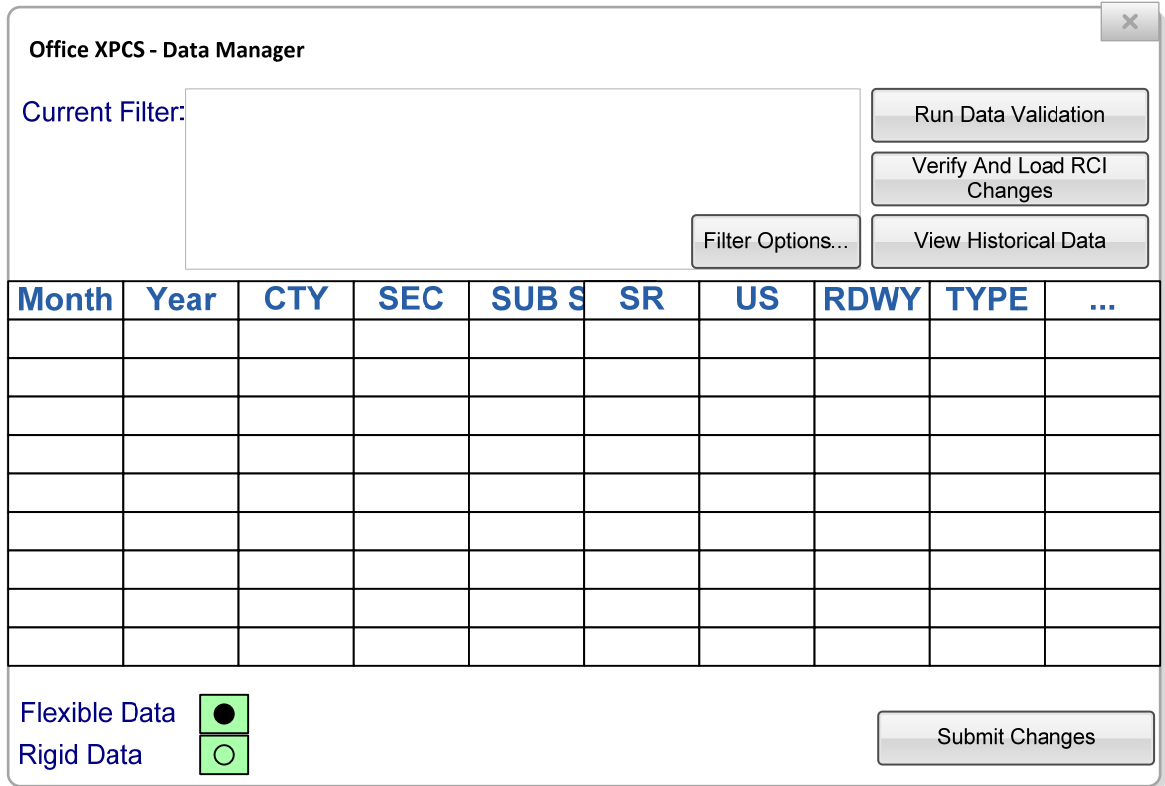 Office XPCS - Data Manager
Current Filter:
Run Data Validation
Verify And Load RCI
Changes
Filter Options...
View Historical Data
Month Year CTY SEC SUB S SR US RDWY TYPE ...
Flexible Data
Rigid Data
Submit Changes